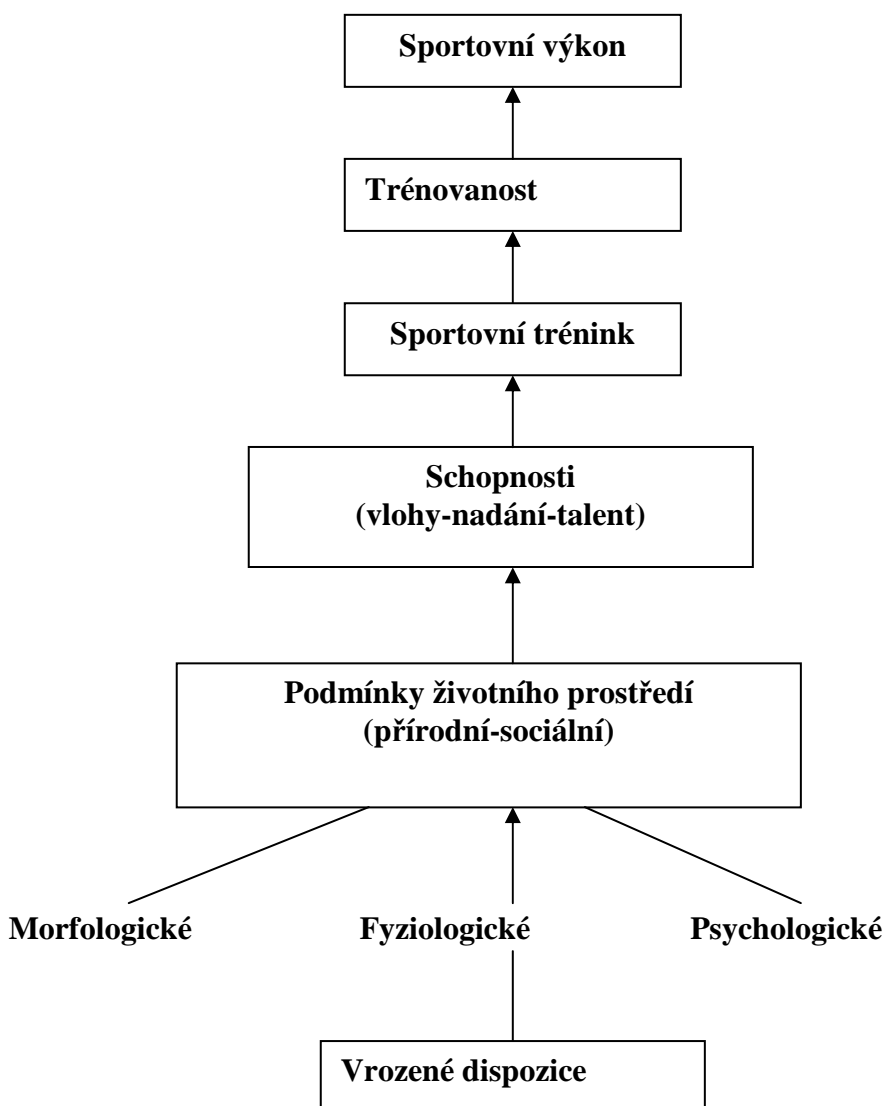 Sportovní výkon
Trénovanost
Sportovní trénink
Schopnosti
(vlohy-nadání-talent)
Podmínky životního prostředí
(přírodní-sociální)
Morfologické Fyziologické Psychologické
Vrozené dispozice